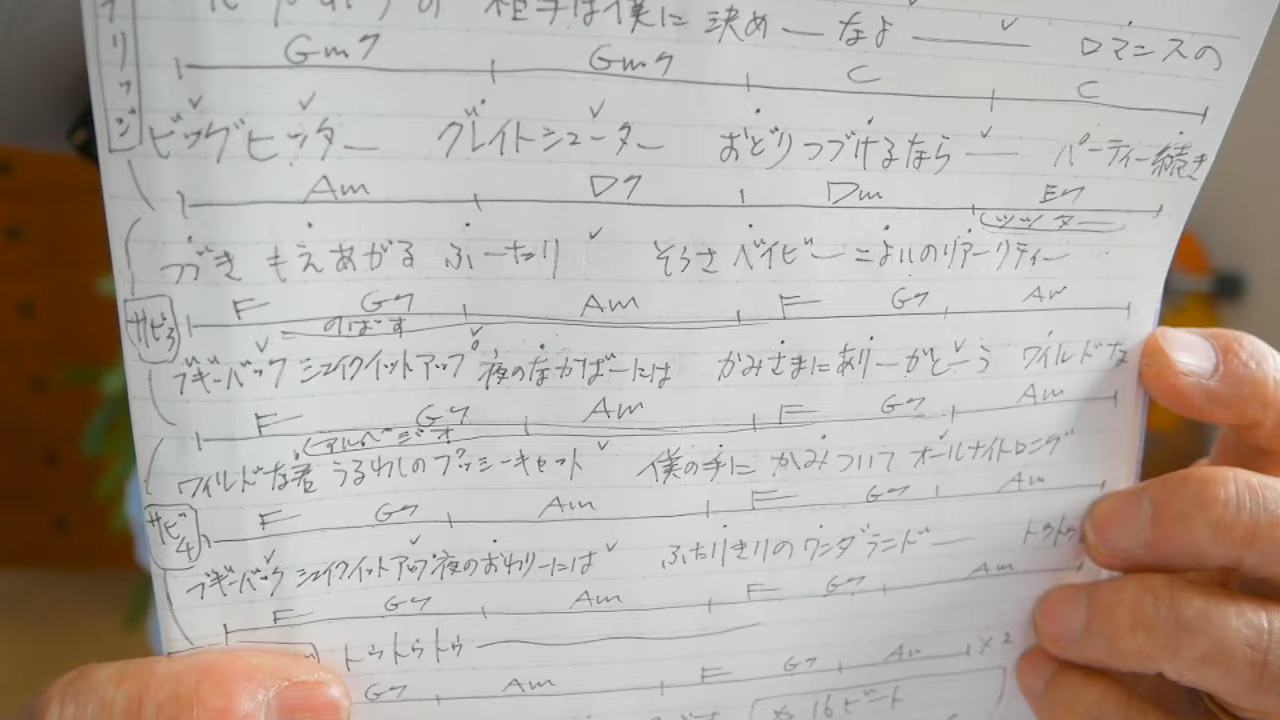 相手は僕に 決め ー なよ ー ロマンスの
リッジ
Gm7 Gm7 C C
ビッグヒッター グレイトシューター おどりつづけるなら ー パーティー続き
Am D7 Dm E7
ツッター
づき もえあがる ふーたり そろさ ベイビー こよいのリアーリティー
サビ3
F G7 Am F G7 Am
のばす
ブギーバック シェイクイットアップ 夜のなかばーには かみさまにありーがとーう ワイルドな
F G7 Am F G7 Am
アルペジオ
ワイルドな君 うるわしのプッシーキャット 僕の手に かみついて オールナイトロング
サビ4
F G7 Am F G7 Am
ブギーバック シェイクイットアップ 夜のおわりーには ふたりきりのワンダランドー トゥトゥ
F G7 Am F G7 Am
トゥトゥトゥ
G7 Am F G7 Am ×2
16ビート